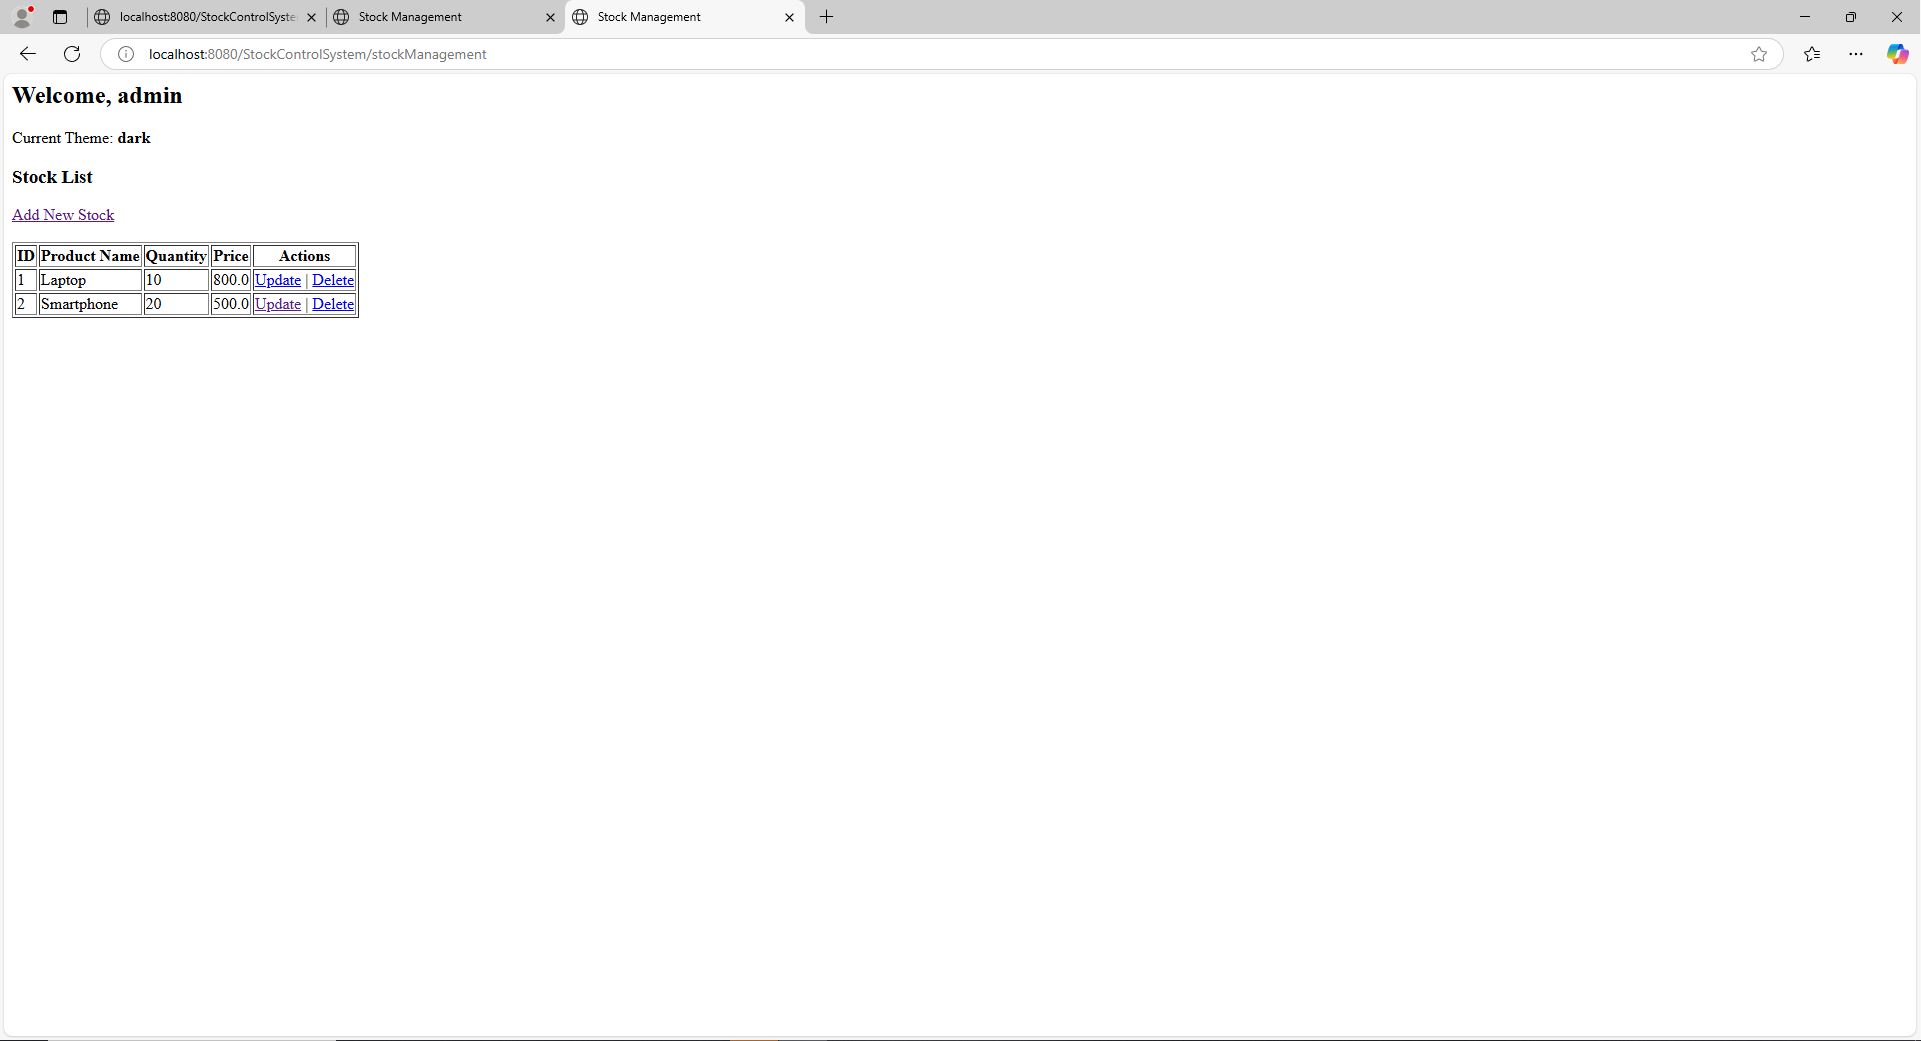 localhost:8080/StockControlSyste
Stock Management
Stock Management
localhost:8080/StockControlSystem/stockManagement
Welcome, admin
Current Theme: dark
Stock List
Add New Stock
ID Product Name Quantity Price Actions
1 Laptop 10 800.0 Update | Delete
2 Smartphone 20 500.0 Update | Delete